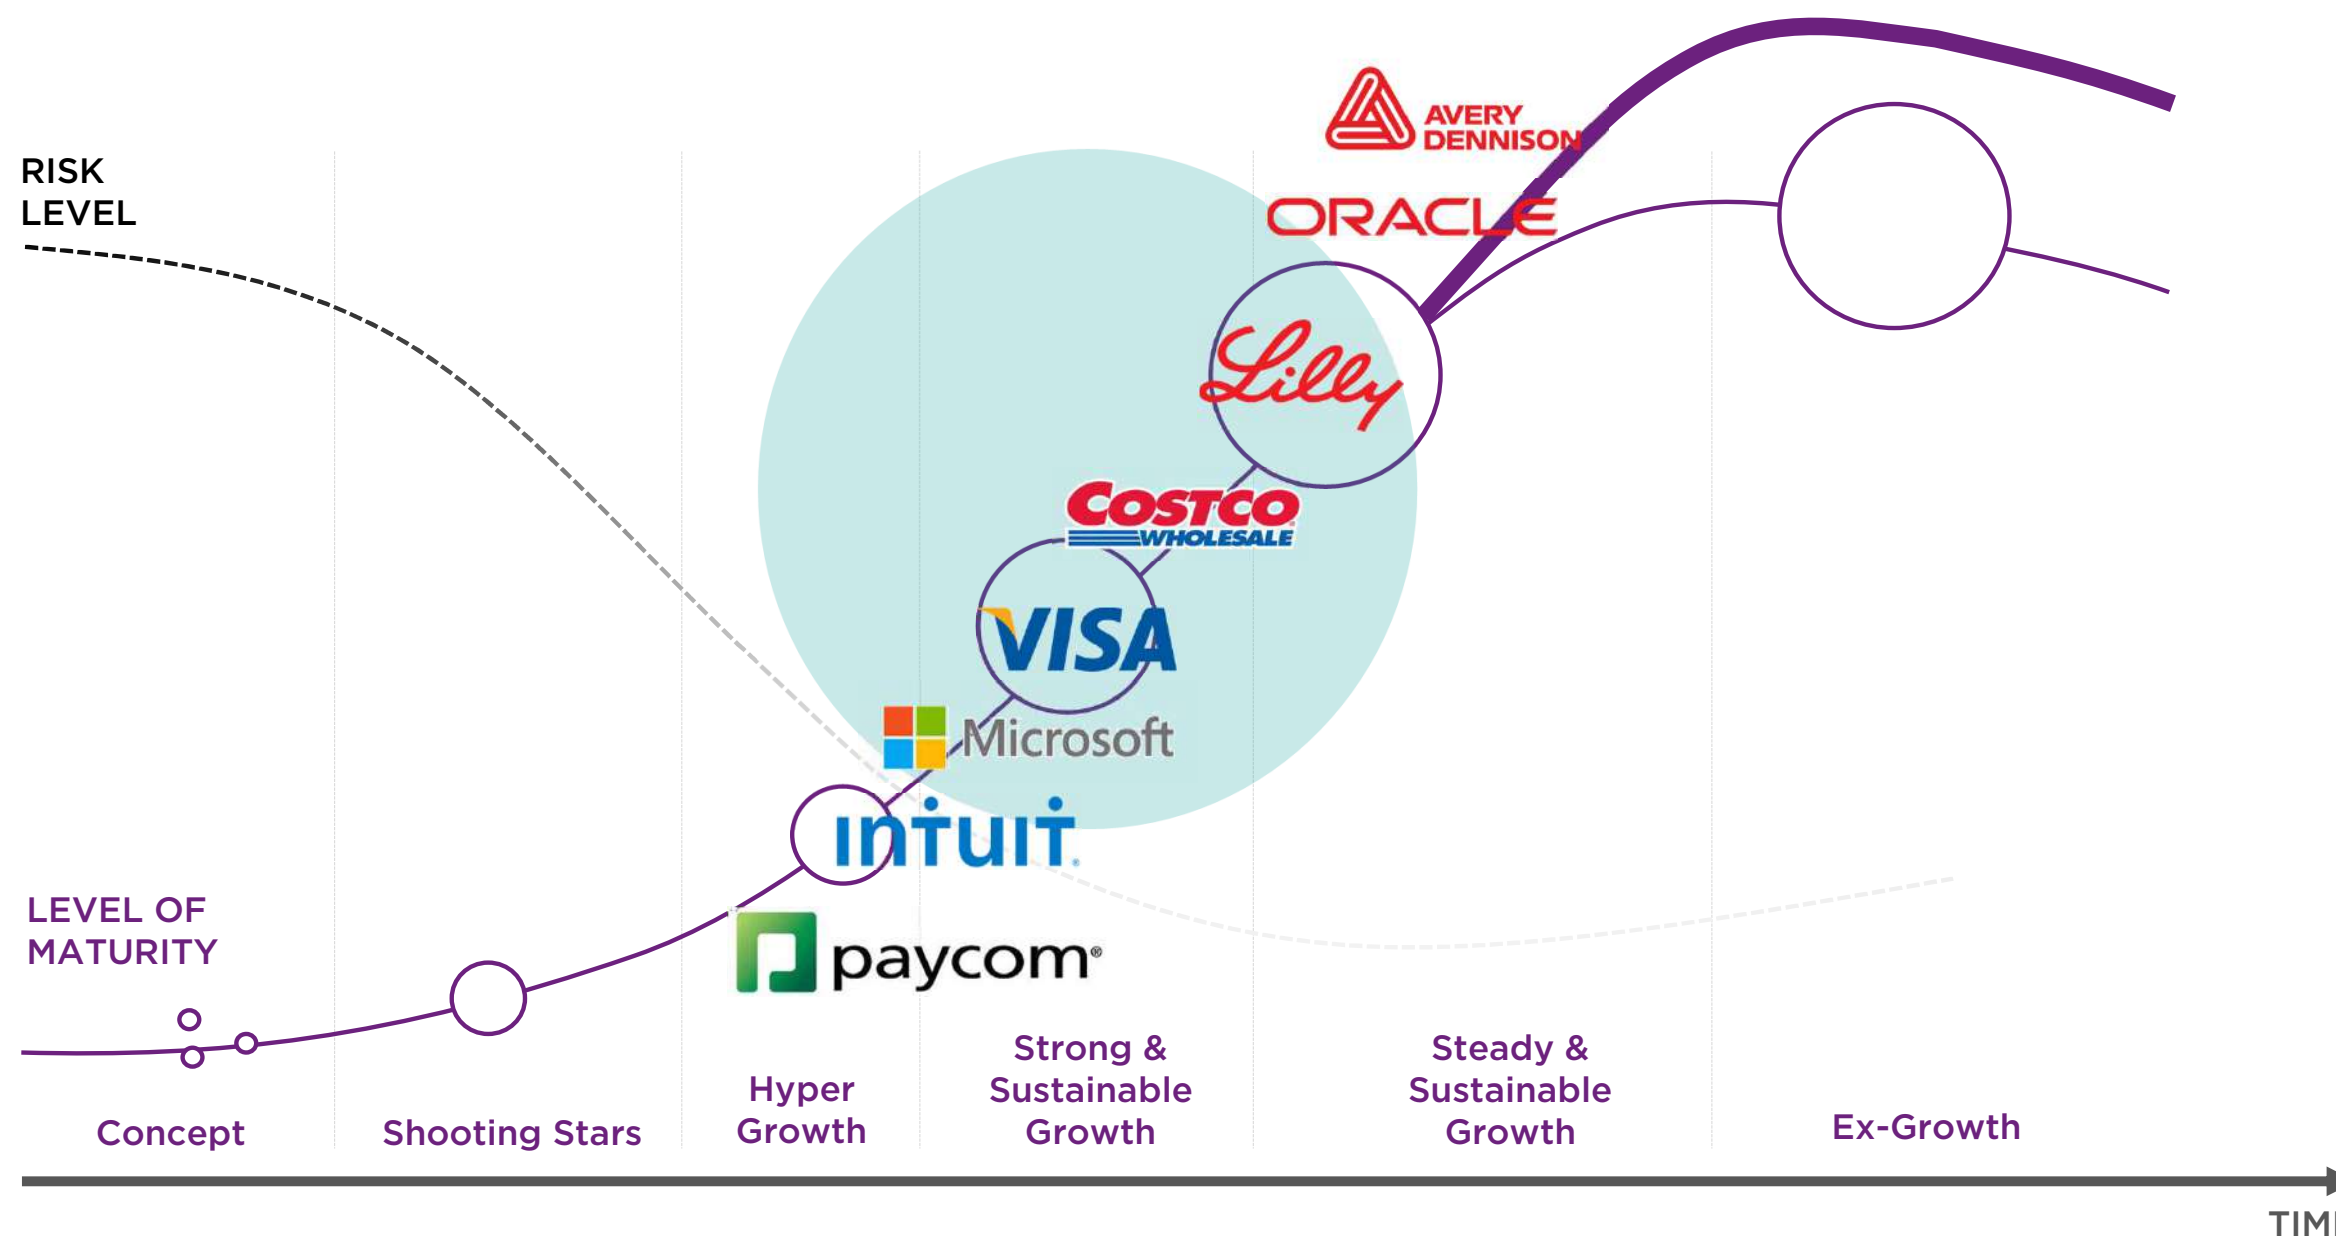 RISK
LEVEL
AVERY
DENNISON
ORACLE
Lilly
COSTCO
WHOLESALE
VISA
Microsoft
intuit
paycom®
LEVEL OF
MATURITY
Concept
Shooting Stars
Hyper
Growth
Strong &
Sustainable
Growth
Steady &
Sustainable
Growth
Ex-Growth
TIM